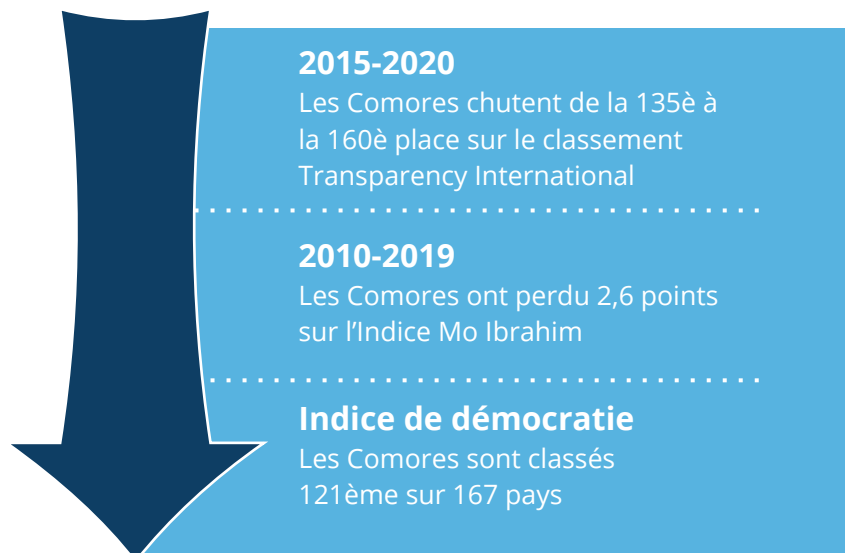 2015-2020
Les Comores chutent de la 135è à
la 160è place sur le classement
Transparency International
2010-2019
Les Comores ont perdu 2,6 points
sur l’Indice Mo Ibrahim
Indice de démocratie
Les Comores sont classés
121ème sur 167 pays